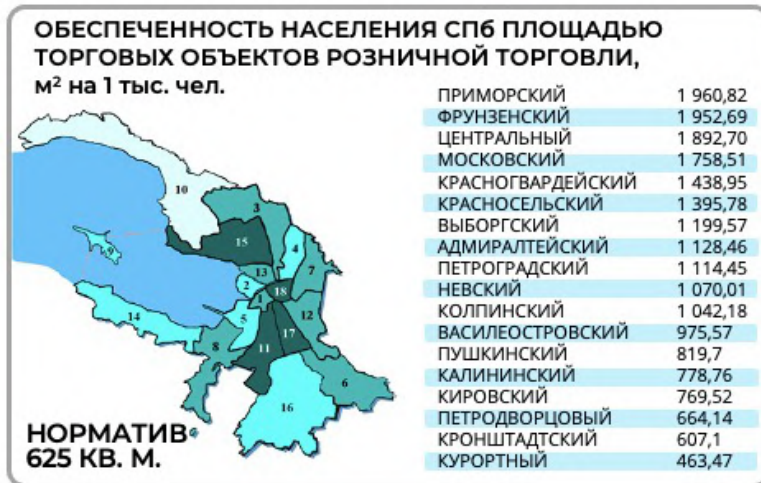 ОБЕСПЕЧЕННОСТЬ НАСЕЛЕНИЯ СПб ПЛОЩАДЬЮ
ТОРГОВЫХ ОБЪЕКТОВ РОЗНИЧНОЙ ТОРГОВЛИ,
м² на 1 тыс. чел.
ПРИМОРСКИЙ 1 960,82
ФРУНЗЕНСКИЙ 1 952,69
ЦЕНТРАЛЬНЫЙ 1 892,70
МОСКОВСКИЙ 1 758,51
КРАСНОГВАРДЕЙСКИЙ 1 438,95
КРАСНОСЕЛЬСКИЙ 1 395,78
ВЫБОРГСКИЙ 1 199,57
АДМИРАЛТЕЙСКИЙ 1 128,46
ПЕТРОГРАДСКИЙ 1 114,45
НЕВСКИЙ 1 070,01
КОЛПИНСКИЙ 1 042,18
ВАСИЛЕОСТРОВСКИЙ 975,57
ПУШКИНСКИЙ 819,7
КАЛИНИНСКИЙ 778,76
КИРОВСКИЙ 769,52
ПЕТРОДВОРЦОВЫЙ 664,14
КРОНШТАДТСКИЙ 607,1
КУРОРТНЫЙ 463,47
10
3
15
4
9
13
7
2
18
1
14
5
12
17
8
11
6
16
НОРМАТИВ
625 КВ. М.